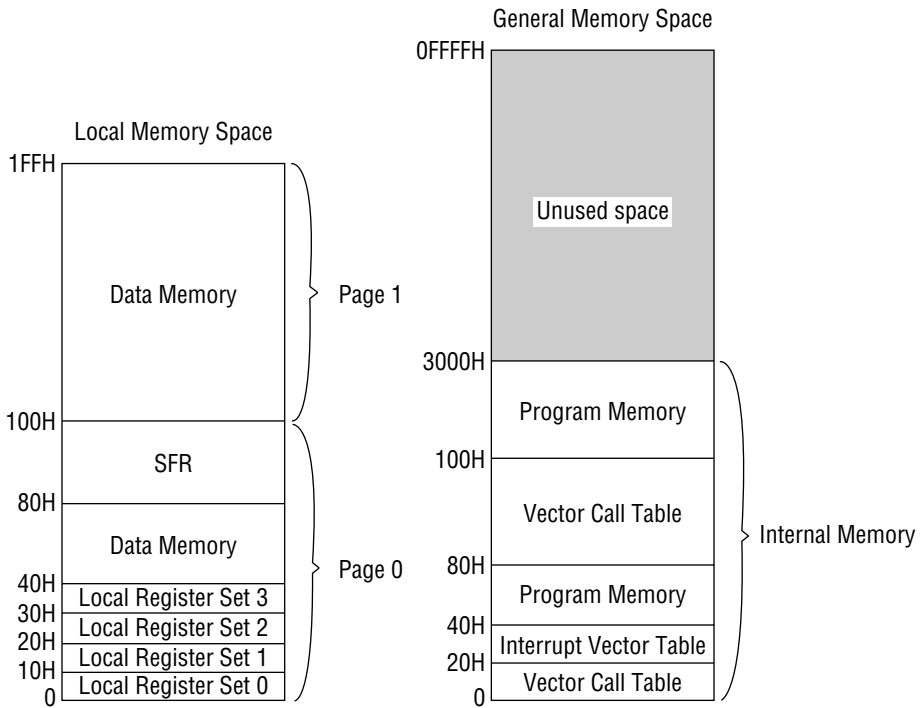 General Memory Space
0FFFFH
Unused space
3000H
Program Memory
100H
Vector Call Table
80H
Program Memory
40H
Interrupt Vector Table
20H
Vector Call Table
0
Internal Memory
Local Memory Space
1FFH
Data Memory
Page 1
100H
SFR
80H
Data Memory
Page 0
40H
Local Register Set 3
30H
Local Register Set 2
20H
Local Register Set 1
10H
Local Register Set 0
0